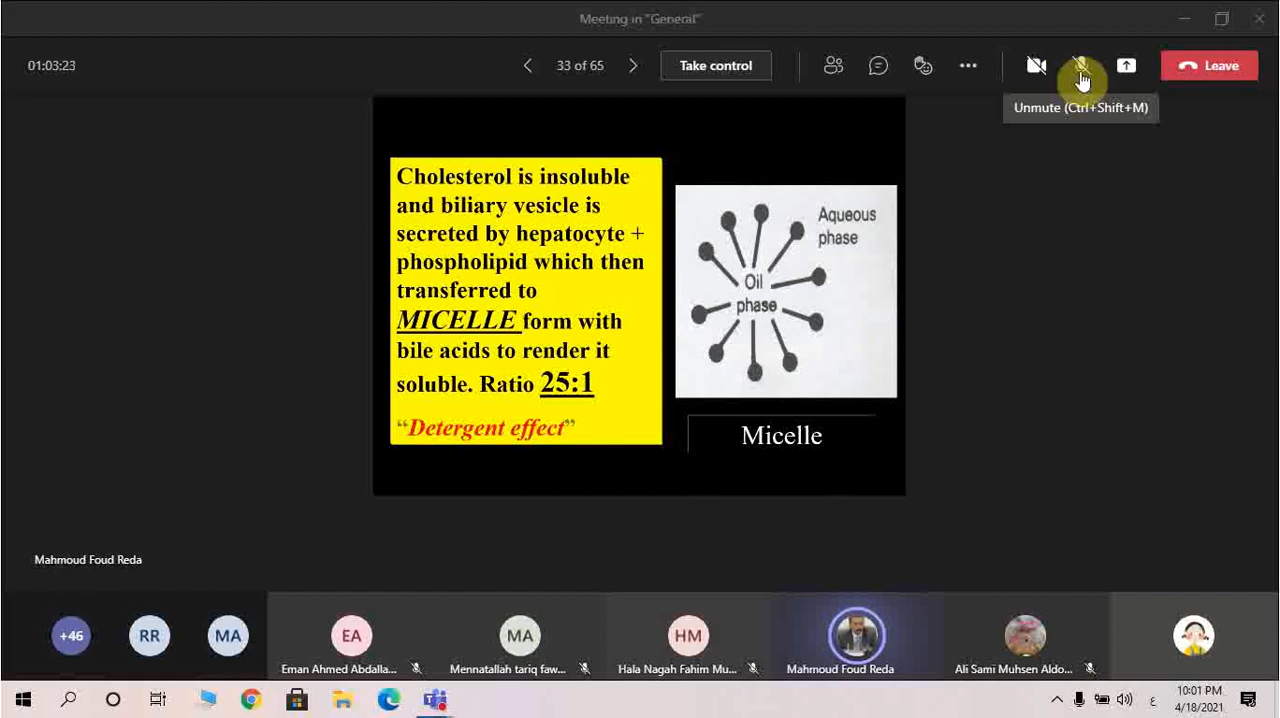 Meeting in "General"
01:03:23
33 of 65
Take control
Leave
Unmute (Ctrl+Shift+M)
Cholesterol is insoluble
and biliary vesicle is
secreted by hepatocyte +
phospholipid which then
transferred to
MICELLE form with
bile acids to render it
soluble. Ratio 25:1
“Detergent effect”
Aqueous
phase
Oil
phase
Micelle
Mahmoud Foud Reda
+46
RR
MA
EA
MA
HM
Eman Ahmed Abdalla...
Mennatallah tariq faw...
Hala Nagah Fahim Mu...
Mahmoud Foud Reda
Ali Sami Muhsen Aldo...
ع
10:01 PM
4/18/2021